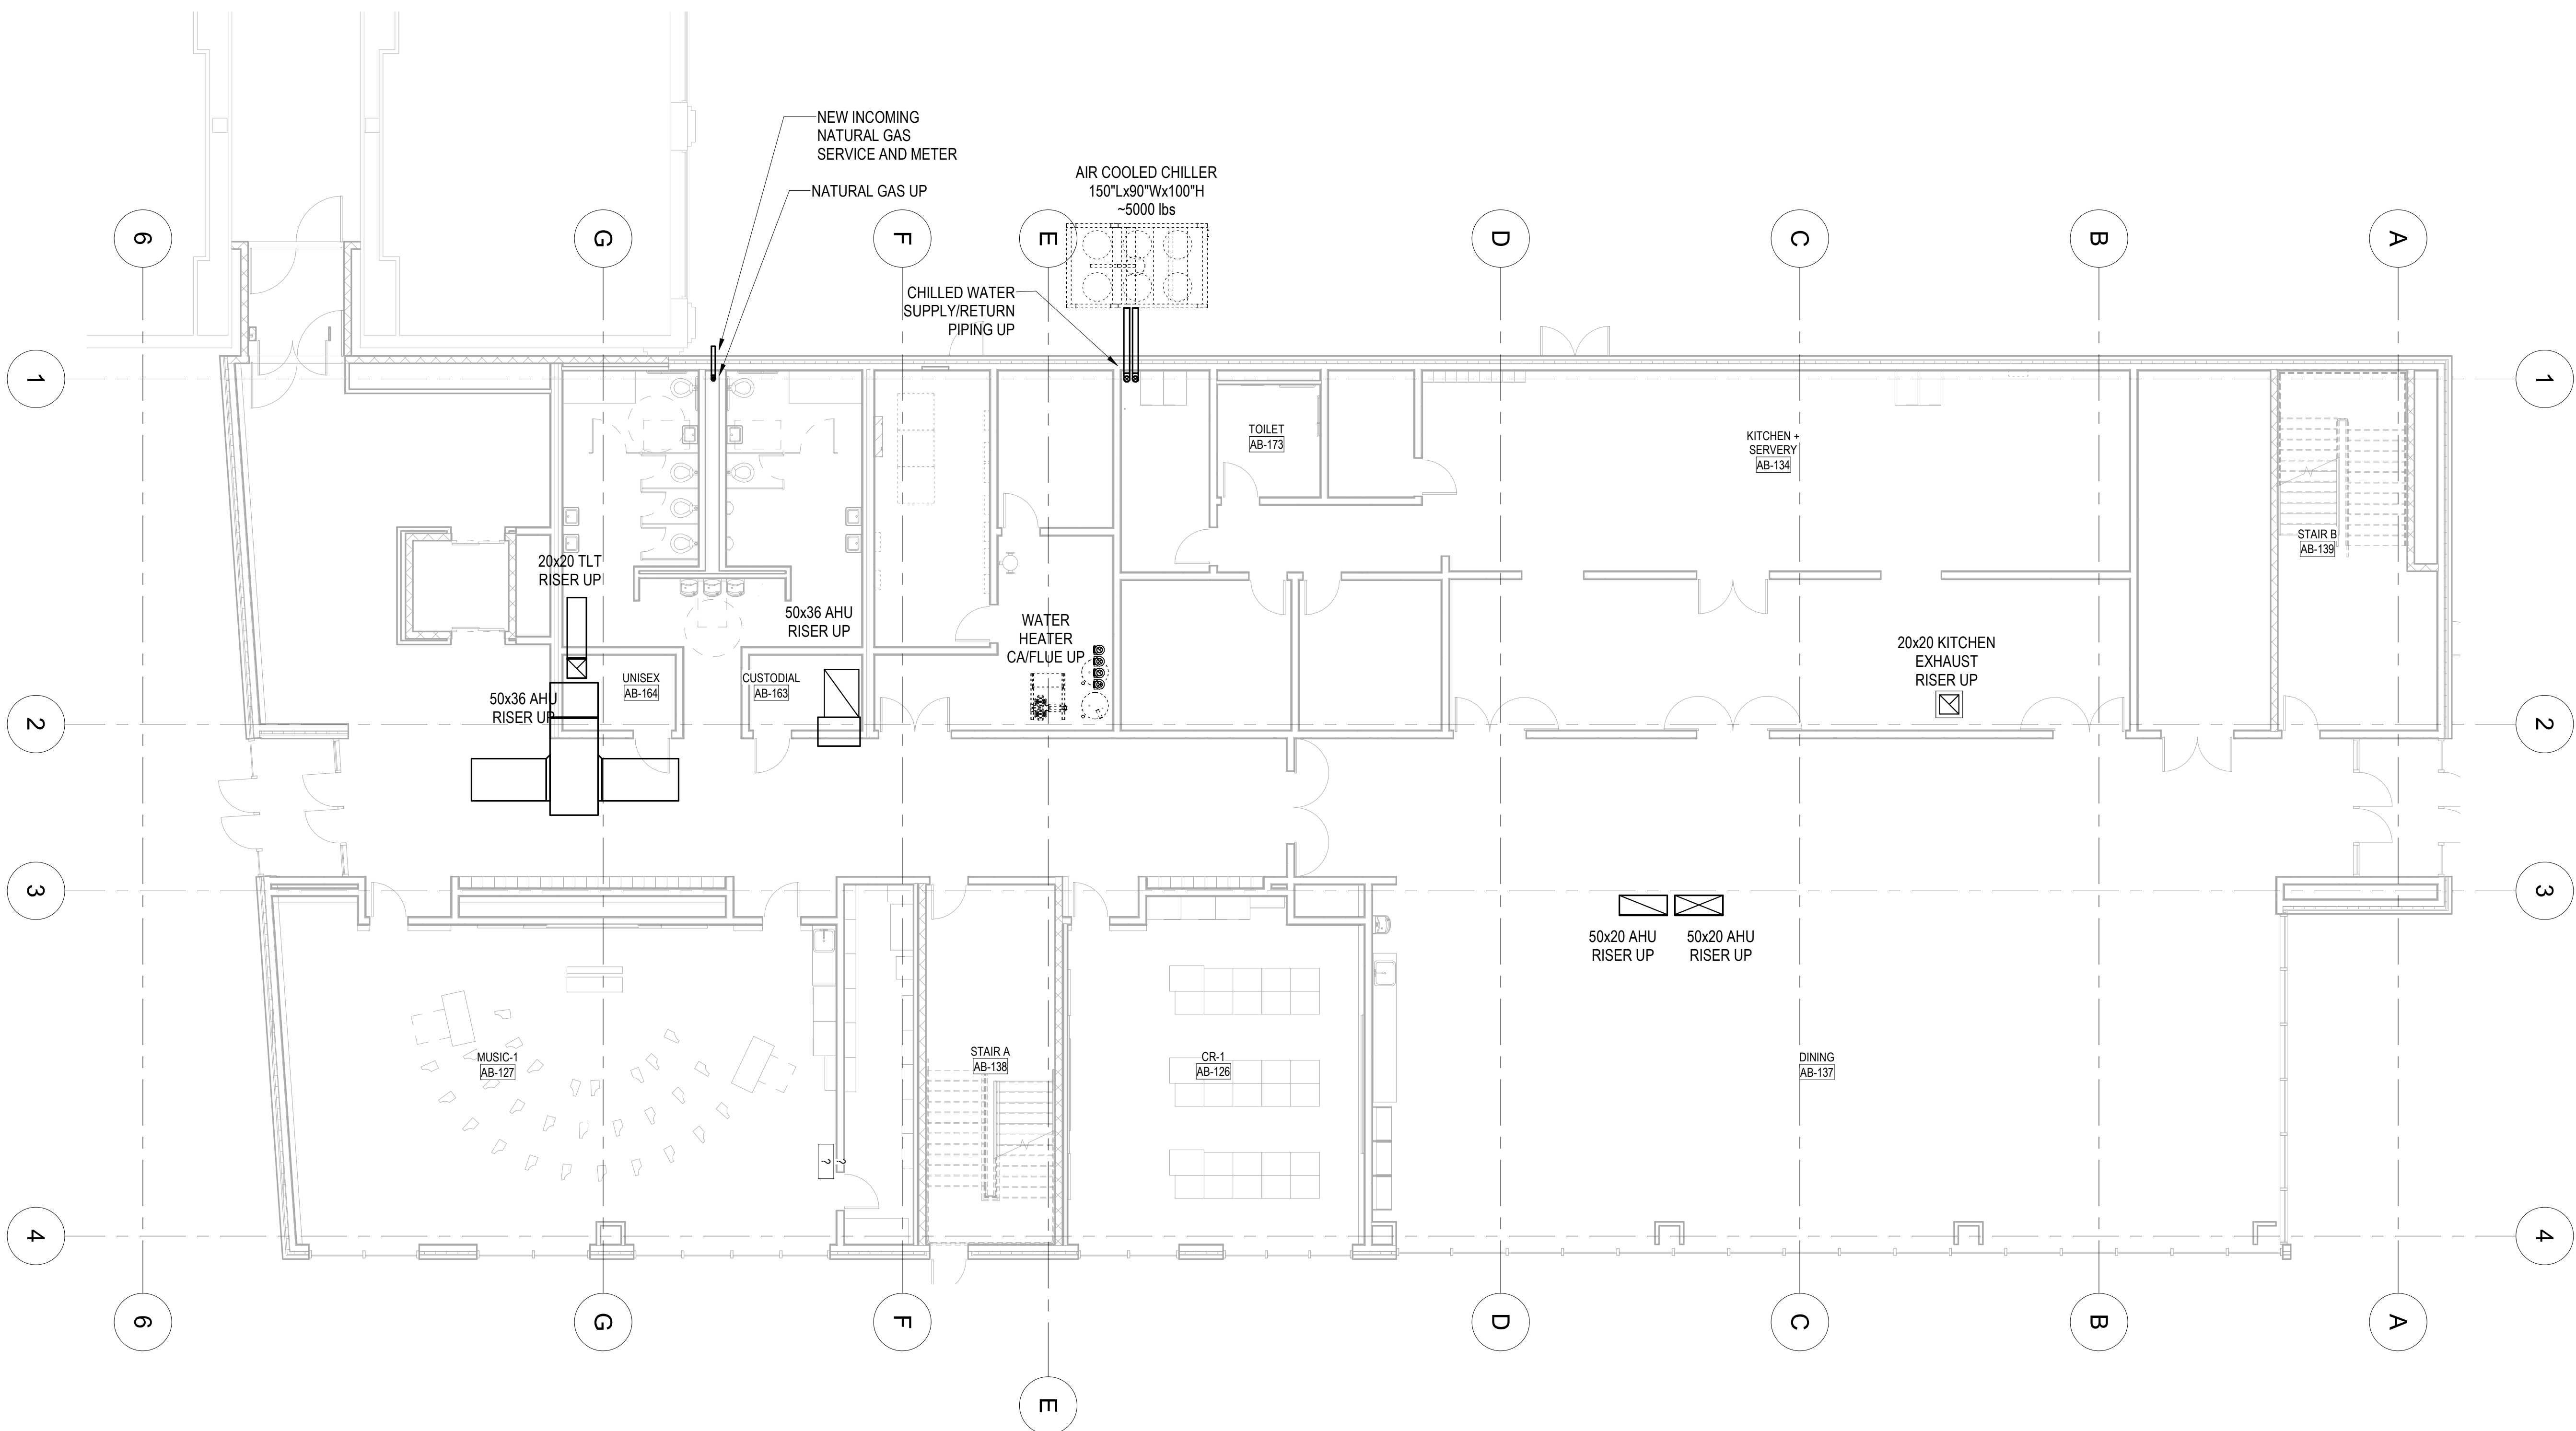 NEW INCOMING
NATURAL GAS
SERVICE AND METER
NATURAL GAS UP
AIR COOLED CHILLER
150"Lx90"Wx100"H
~5000 lbs
6
G
F
E
D
C
B
A
CHILLED WATER
SUPPLY/RETURN
PIPING UP
1
1
TOILET
AB-173
KITCHEN +
SERVERY
AB-134
STAIR B
AB-139
20x20 TLT
RISER UP
50x36 AHU
RISER UP
WATER
HEATER
CA/FLUE UP
20x20 KITCHEN
EXHAUST
RISER UP
UNISEX
AB-164
CUSTODIAL
AB-163
50x36 AHU
RISER UP
2
2
3
3
50x20 AHU
RISER UP
50x20 AHU
RISER UP
MUSIC-1
AB-127
STAIR A
AB-138
CR-1
AB-126
DINING
AB-137
?
?
4
4
6
G
F
D
C
B
A
E